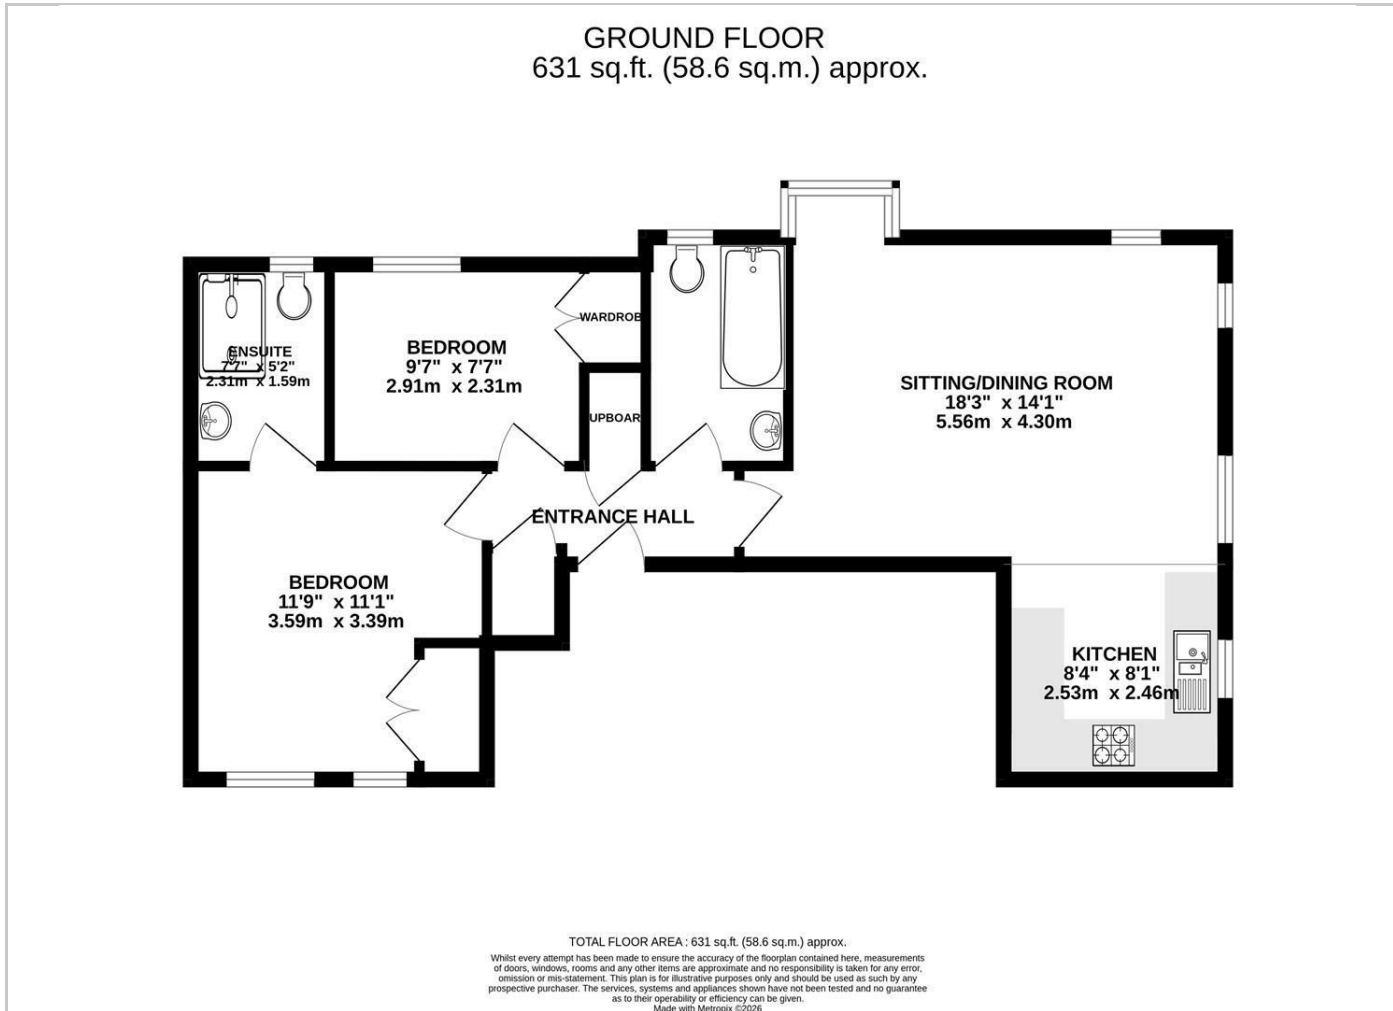 GROUND FLOOR
631 sq.ft. (58.6 sq.m.) approx.
ENSUITE
7'7" x 5'2"
2.31m x 1.59m
BEDROOM
9'7" x 7'7"
2.91m x 2.31m
WARDROB
UPBOAR
SITTING/DINING ROOM
18'3" x 14'1"
5.56m x 4.30m
ENTRANCE HALL
BEDROOM
11'9" x 11'1"
3.59m x 3.39m
KITCHEN
8'4" x 8'1"
2.53m x 2.46m
TOTAL FLOOR AREA : 631 sq.ft. (58.6 sq.m.) approx.
Whilst every attempt has been made to ensure the accuracy of the floorplan contained here, measurements
of doors, windows, rooms and any other items are approximate and no responsibility is taken for any error,
omission or mis-statement. This plan is for illustrative purposes only and should be used as such by any
prospective purchaser. The services, systems and appliances shown have not been tested and no guarantee
as to their operability or efficiency can be given.
Made with Metropix ©2026